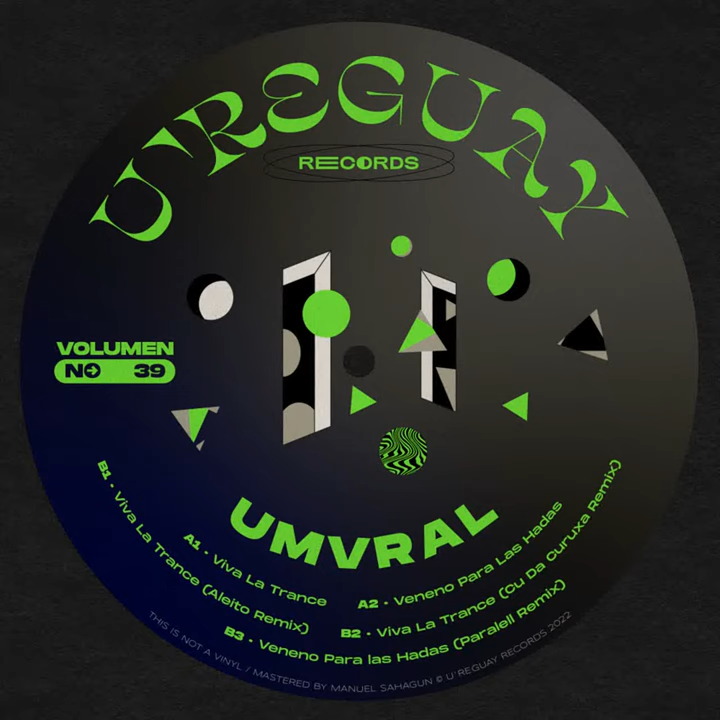 U'REGUAY
RECORDS
VOLUMEN
NO 39
UMVRAL
A1 - Viva La Trance
A2 - Veneno Para Las Hadas
B1 - Viva La Trance (Aleito Remix)
B2 - Viva La Trance (Cu Da Curuxa Remix)
B3 - Veneno Para las Hadas (Paralell Remix)
THIS IS NOT A VINYL / MASTERED BY MANUEL SAHAGUN © U'REGUAY RECORDS 2022